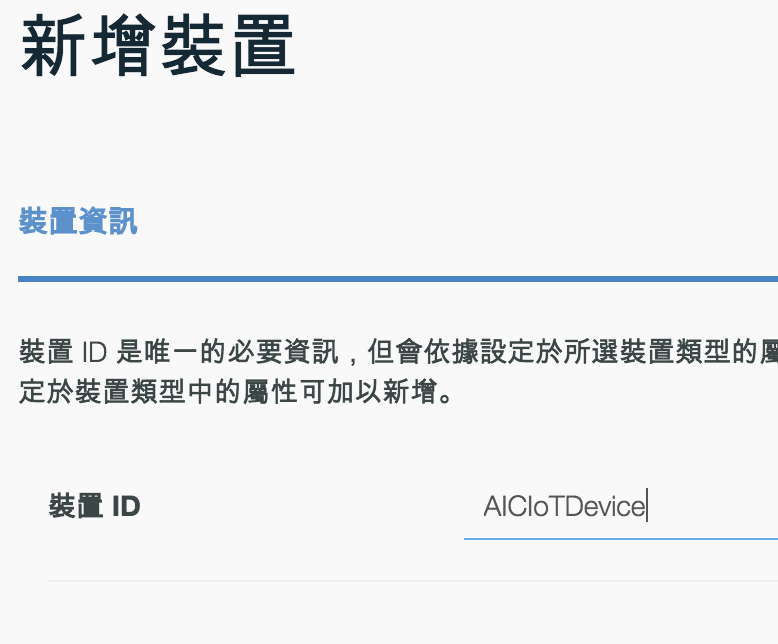 新增裝置
裝置資訊
裝置 ID 是唯一的必要資訊，但會依據設定於所選裝置類型的屬
定於裝置類型中的屬性可加以新增。
裝置 ID
AICIoTDevice